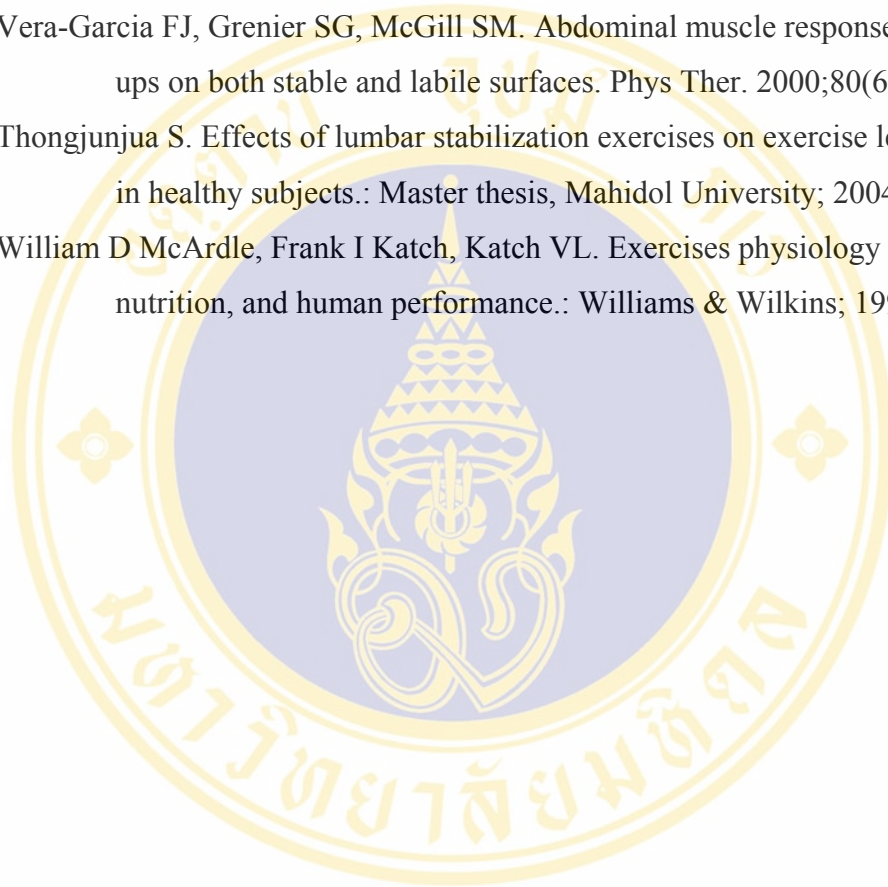 Vera-Garcia FJ, Grenier SG, McGill SM. Abdominal muscle response
ups on both stable and labile surfaces. Phys Ther. 2000;80(6
Thongjunjua S. Effects of lumbar stabilization exercises on exercise
in healthy subjects.: Master thesis, Mahidol University; 2004
William D McArdle, Frank I Katch, Katch VL. Exercises physiology
nutrition, and human performance.: Williams & Wilkins; 19
มหาวิทยาลัยมหิดล